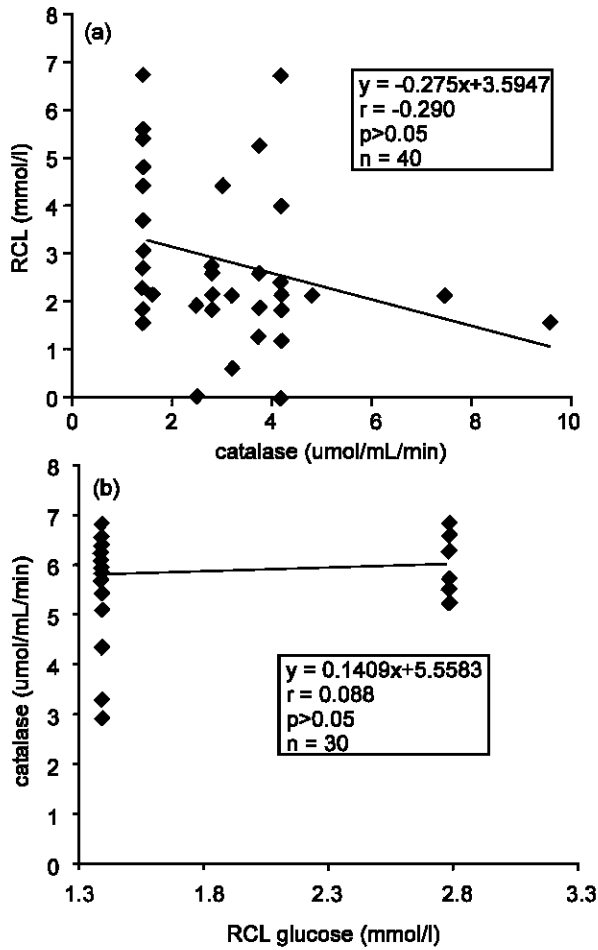 (a)
8
7
6
5
4
3
2
1
0
RCL (mmol/l)
y = -0.275x+3.5947
r = -0.290
p>0.05
n = 40
0 2 4 6 8 10
catalase (umol/mL/min)
(b)
8
7
6
5
4
3
2
1
0
catalase (umol/mL/min)
y = 0.1409x+5.5583
r = 0.088
p>0.05
n = 30
1.3 1.8 2.3 2.8 3.3
RCL glucose (mmol/l)